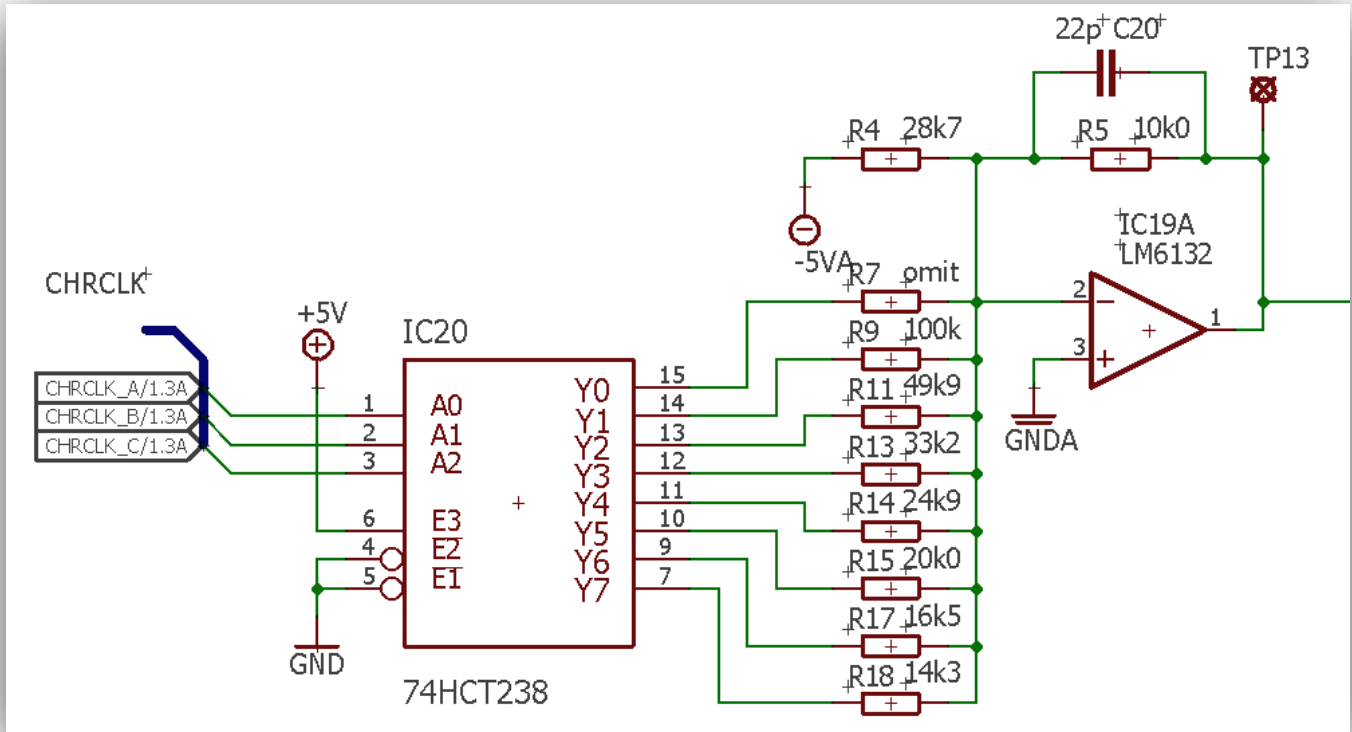 22p C20
TP13
R4 28k7
R5 10k0
-5VA
IC19A
LM6132
CHRCLK
+5V
IC20
R7 omit
R9 100k
R11 49k9
R13 33k2
R14 24k9
R15 20k0
R17 16k5
R18 14k3
2
3
1
GNDA
CHRCLK_A/1.3A
CHRCLK_B/1.3A
CHRCLK_C/1.3A
1 A0
2 A1
3 A2
6 E3
4 E2
5 E1
Y0 15
Y1 14
Y2 13
Y3 12
Y4 11
Y5 10
Y6 9
Y7 7
GND
74HCT238